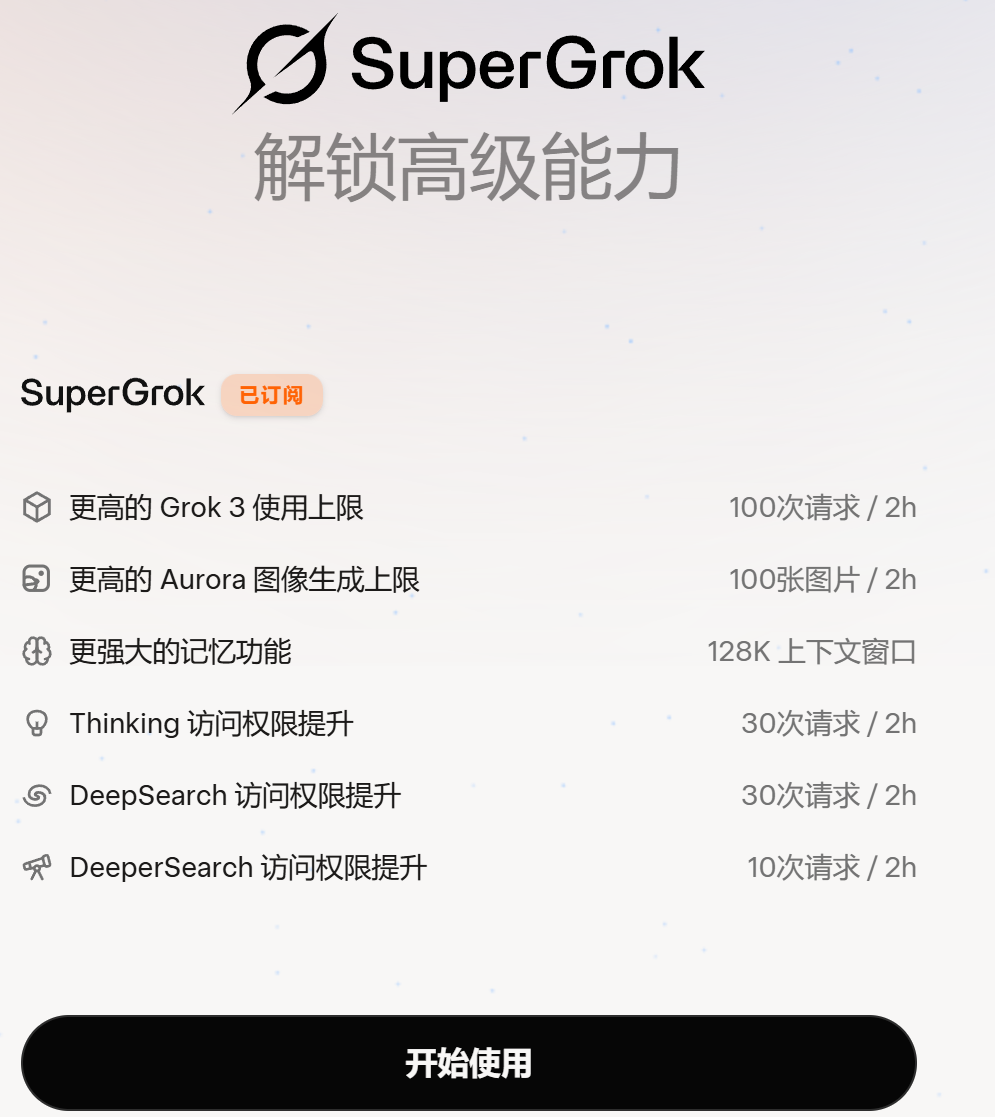 SuperGrok
解锁高级能力
SuperGrok 已订阅
更高的 Grok 3 使用上限 100次请求 / 2h
更高的 Aurora 图像生成上限 100张图片 / 2h
更强大的记忆功能 128K 上下文窗口
Thinking 访问权限提升 30次请求 / 2h
DeepSearch 访问权限提升 30次请求 / 2h
DeeperSearch 访问权限提升 10次请求 / 2h
开始使用